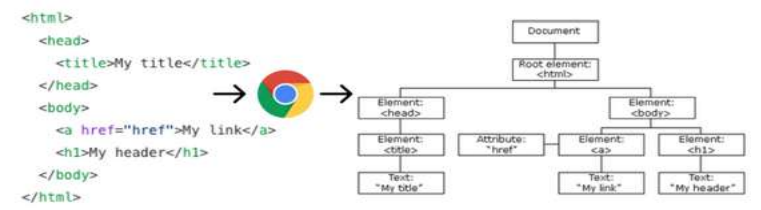 <html>
<head>
<title>My title</title>
</head>
<body>
<a href="href">My link</a>
<h1>My header</h1>
</body>
</html>
Document
Root element:
<html>
Element:
<head>
Element:
<body>
Element:
<title>
Attribute:
"href"
Element:
<a>
Element:
<h1>
Text:
"My title"
Text:
"My link"
Text:
"My header"